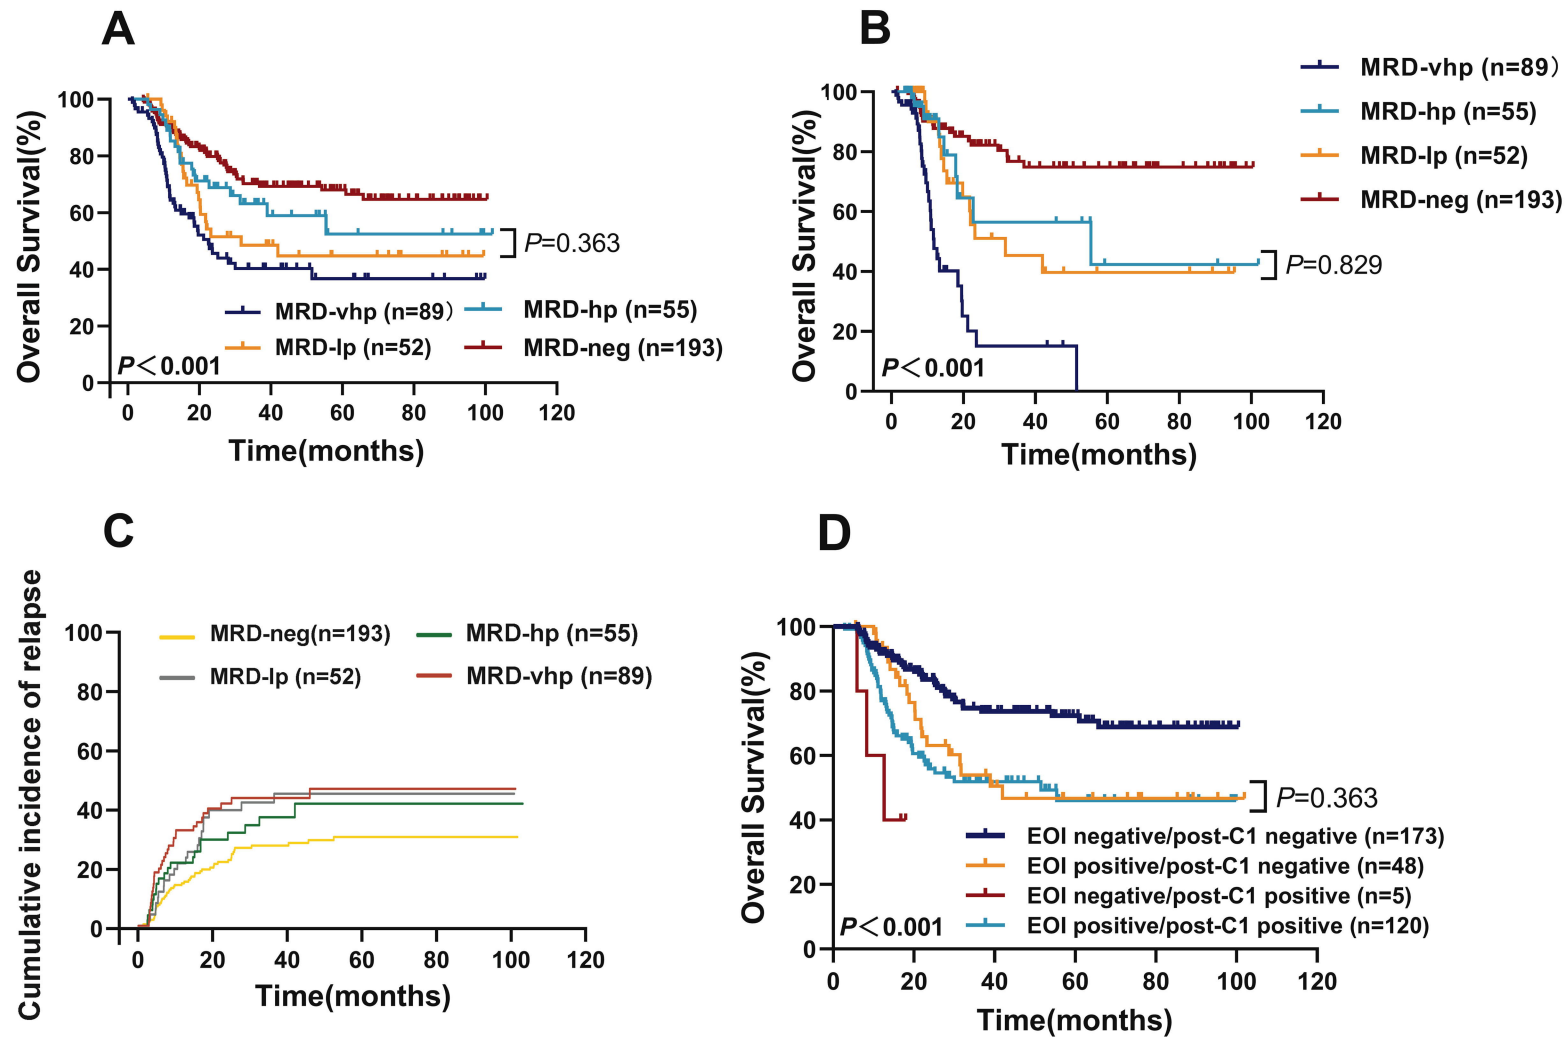 A
Overall Survival(%)
100
80
60
40
20
0
0 20 40 60 80 100 120
Time(months)
P=0.363
MRD-vhp (n=89）
MRD-hp (n=55)
MRD-lp (n=52)
MRD-neg (n=193)
P＜0.001
B
Overall Survival(%)
100
80
60
40
20
0
0 20 40 60 80 100 120
Time(months)
MRD-vhp (n=89）
MRD-hp (n=55)
MRD-lp (n=52)
MRD-neg (n=193)
P=0.829
P＜0.001
C
Cumulative incidence of relapse
100
80
60
40
20
0
0 20 40 60 80 100 120
Time(months)
MRD-neg(n=193)
MRD-hp (n=55)
MRD-lp (n=52)
MRD-vhp (n=89)
D
Overall Survival(%)
100
80
60
40
20
0
0 20 40 60 80 100 120
Time(months)
P=0.363
EOI negative/post-C1 negative (n=173)
EOI positive/post-C1 negative (n=48)
EOI negative/post-C1 positive (n=5)
EOI positive/post-C1 positive (n=120)
P＜0.001